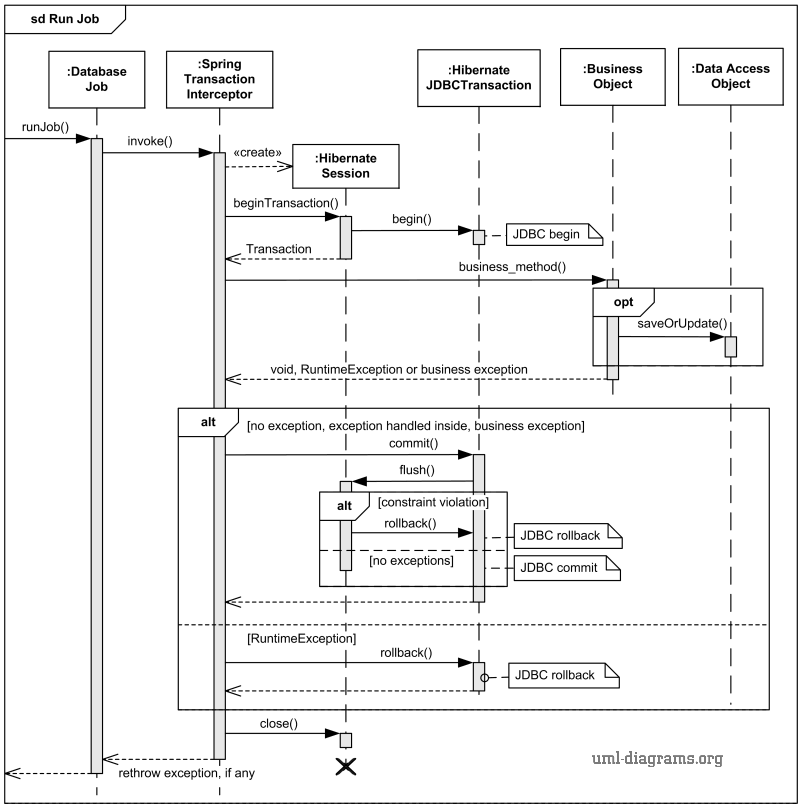 sd Run Job
:Database
Job
:Spring
Transaction
Interceptor
:Hibernate
JDBCTransaction
:Business
Object
:Data Access
Object
runJob()
invoke()
«create»
:Hibernate
Session
beginTransaction()
begin()
JDBC begin
Transaction
business_method()
opt
saveOrUpdate()
void, RuntimeException or business exception
alt
[no exception, exception handled inside, business exception]
commit()
flush()
alt
[constraint violation]
rollback()
JDBC rollback
[no exceptions]
JDBC commit
[RuntimeException]
rollback()
JDBC rollback
close()
uml-diagrams.org
rethrow exception, if any